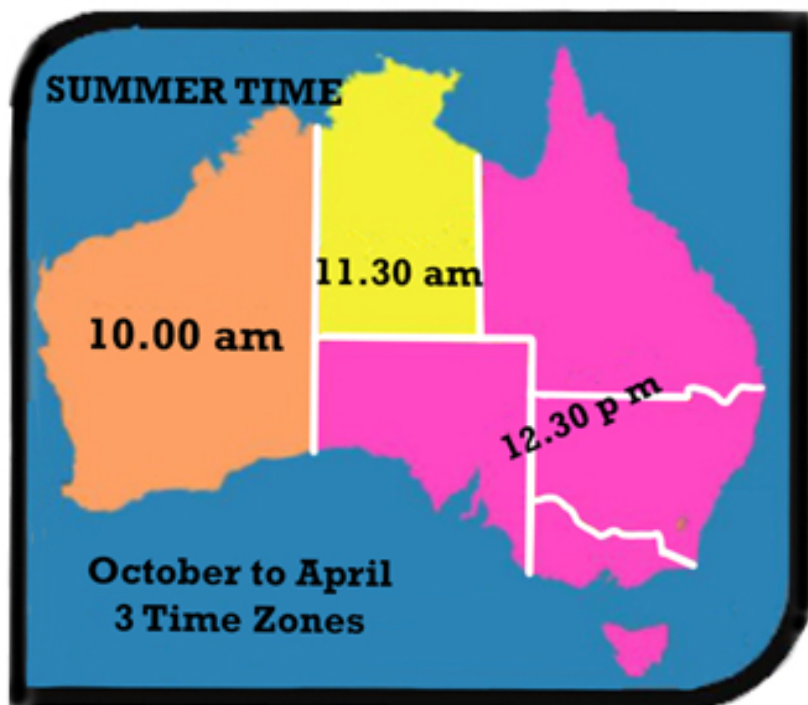 SUMMER TIME
11.30 am
10.00 am
12.30 p m
October to April
3 Time Zones